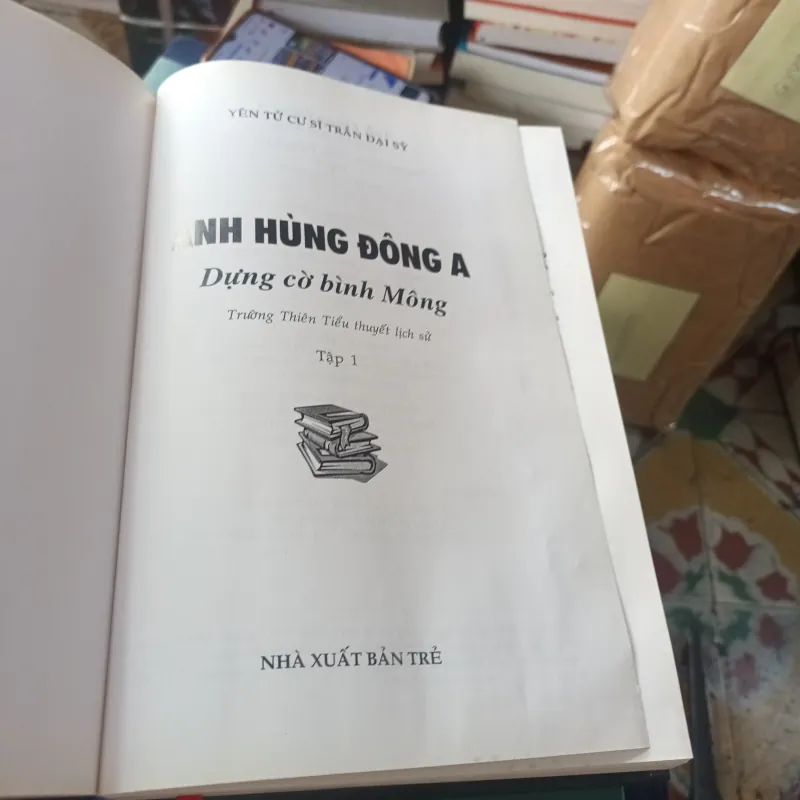 YÊN TỬ CƯ SĨ TRẦN ĐẠI SỸ
ANH HÙNG ĐÔNG A
Dựng cờ bình Mông
Trường Thiên Tiểu thuyết lịch sử
Tập 1
NHÀ XUẤT BẢN TRẺ